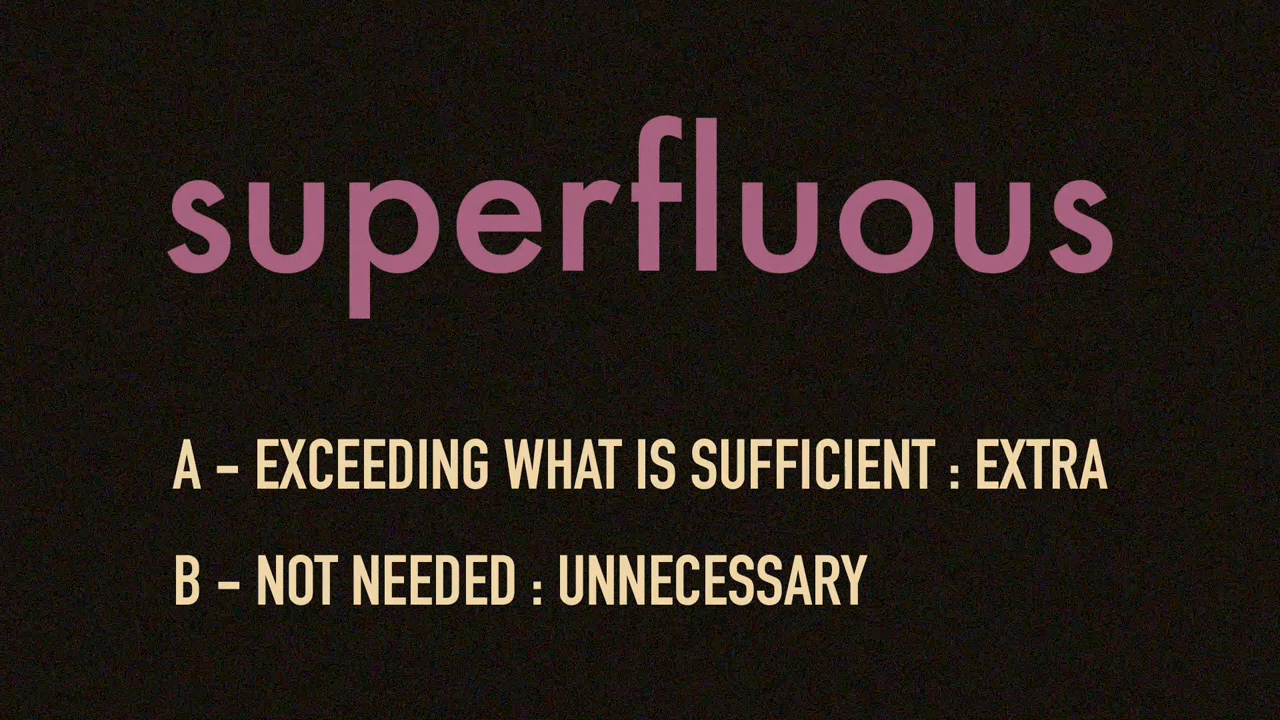 superfluous
A - EXCEEDING WHAT IS SUFFICIENT : EXTRA
B - NOT NEEDED : UNNECESSARY